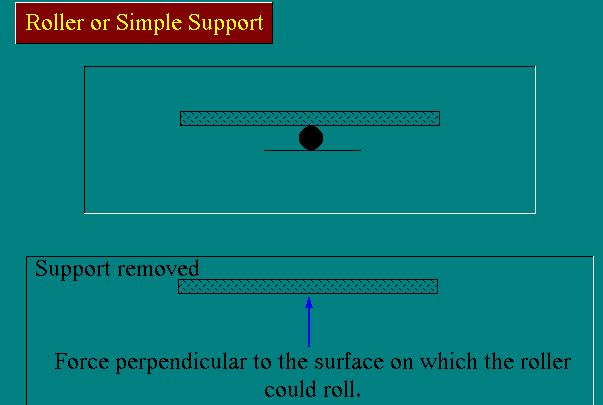 Roller or Simple Support
Support removed
Force perpendicular to the surface on which the roller
could roll.